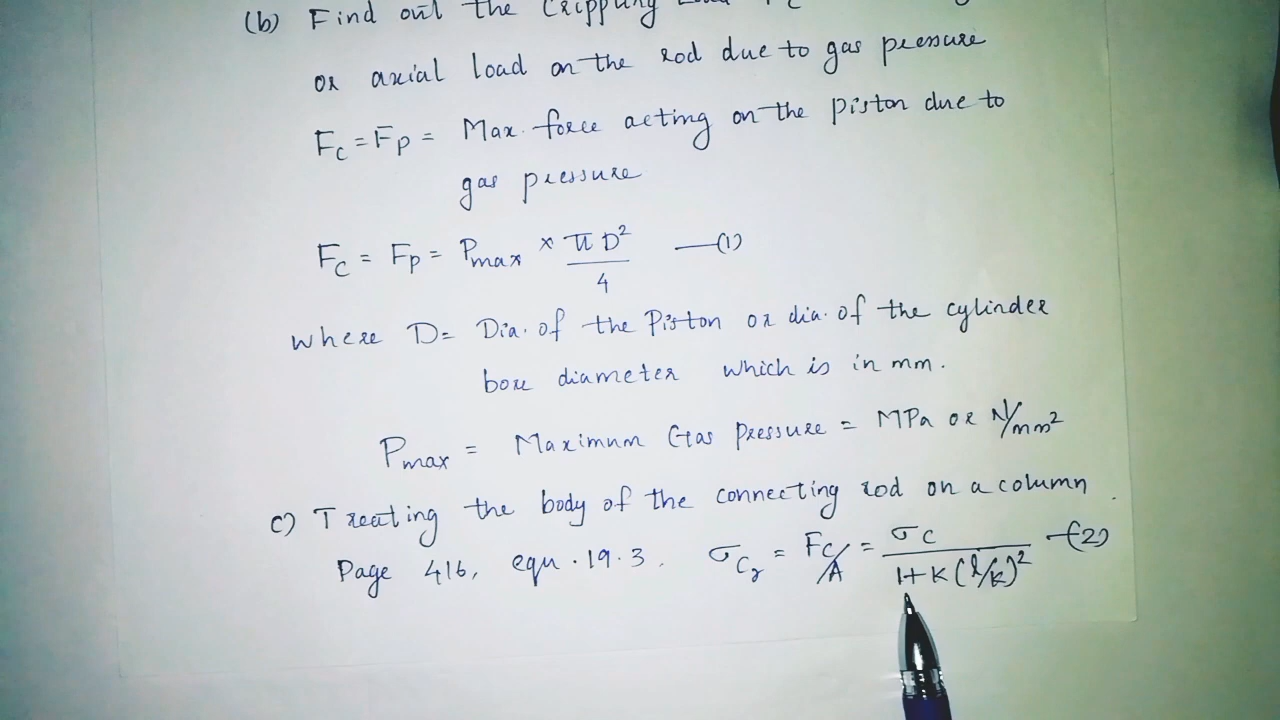 (b) Find out the Crippling Load
or axial load on the rod due to gas pressure
Fc = Fp = Max. force acting on the piston due to
gas pressure
Fc = Fp = Pmax × πD²/4 —(1)
where D= Dia. of the Piston or dia. of the cylinder
bore diameter which is in mm.
Pmax = Maximum Gas pressure = MPa or N/mm²
c) Treating the body of the connecting rod on a column.
Page 416, equn. 19.3, σcr = Fc/A = σc/1+K(l/k)² —(2)